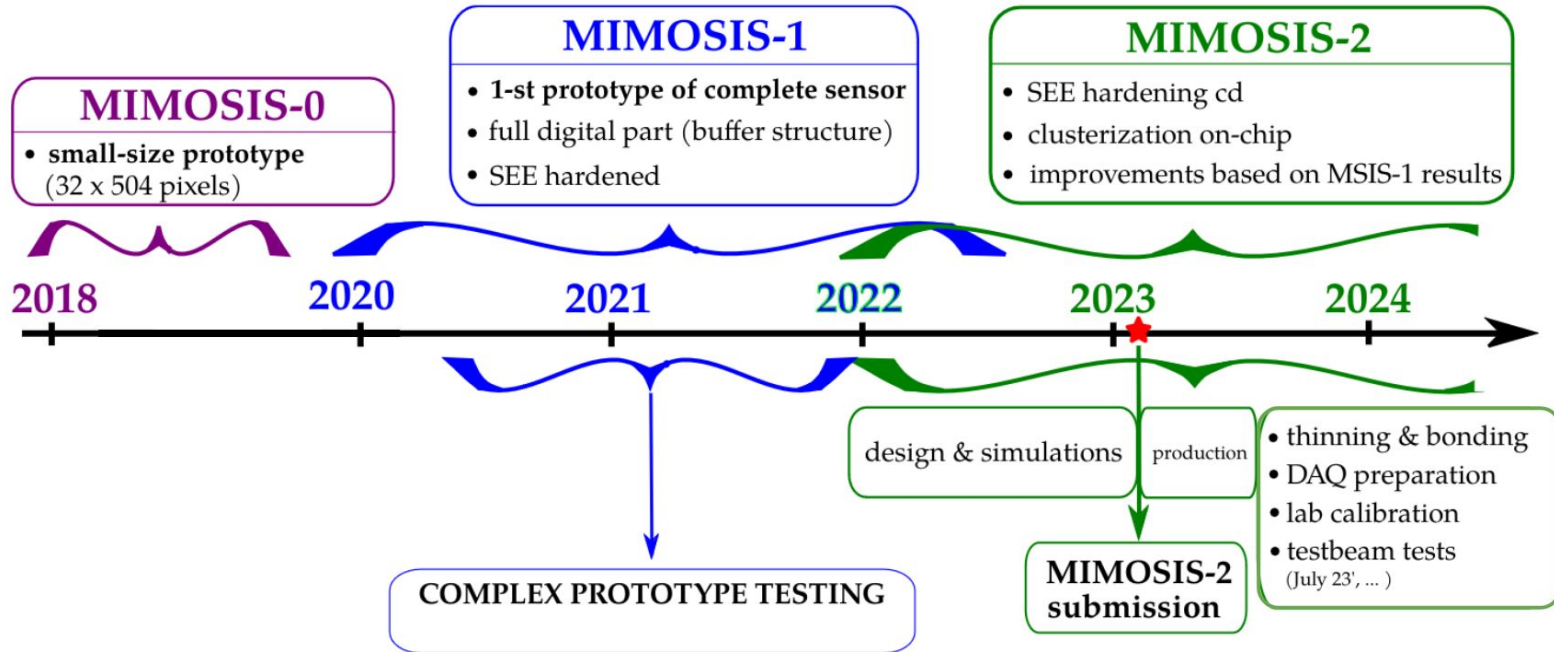 MIMOSIS-0
• small-size prototype
(32 x 504 pixels)
MIMOSIS-1
• 1-st prototype of complete sensor
• full digital part (buffer structure)
• SEE hardened
MIMOSIS-2
• SEE hardening cd
• clusterization on-chip
• improvements based on MSIS-1 results
2018
2020
2021
2022
2023
2024
design & simulations
production
• thinning & bonding
• DAQ preparation
• lab calibration
• testbeam tests
(July 23', ... )
COMPLEX PROTOTYPE TESTING
MIMOSIS-2
submission